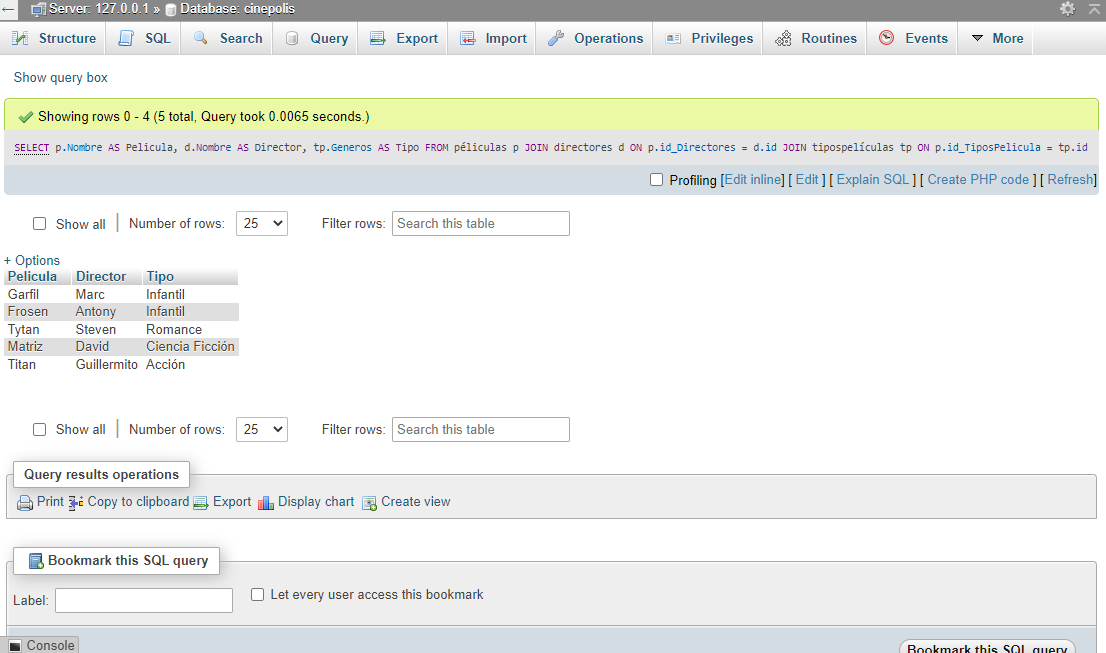 Server: 127.0.0.1 » Database: cinepolis
Structure SQL Search Query Export Import Operations Privileges Routines Events More
Show query box
Showing rows 0 - 4 (5 total, Query took 0.0065 seconds.)
SELECT p.Nombre AS Pelicula, d.Nombre AS Director, tp.Generos AS Tipo FROM péliculas p JOIN directores d ON p.id_Directores = d.id JOIN tipospelículas tp ON p.id_TiposPelicula = tp.id
Profiling [Edit inline] [ Edit ] [ Explain SQL ] [ Create PHP code ] [ Refresh]
Show all Number of rows: 25 Filter rows: Search this table
+ Options
Pelicula Director Tipo
Garfil Marc Infantil
Frosen Antony Infantil
Tytan Steven Romance
Matriz David Ciencia Ficción
Titan Guillermito Acción
Show all Number of rows: 25 Filter rows: Search this table
Query results operations
Print Copy to clipboard Export Display chart Create view
Bookmark this SQL query
Label: Let every user access this bookmark
Console Bookmark this SQL query